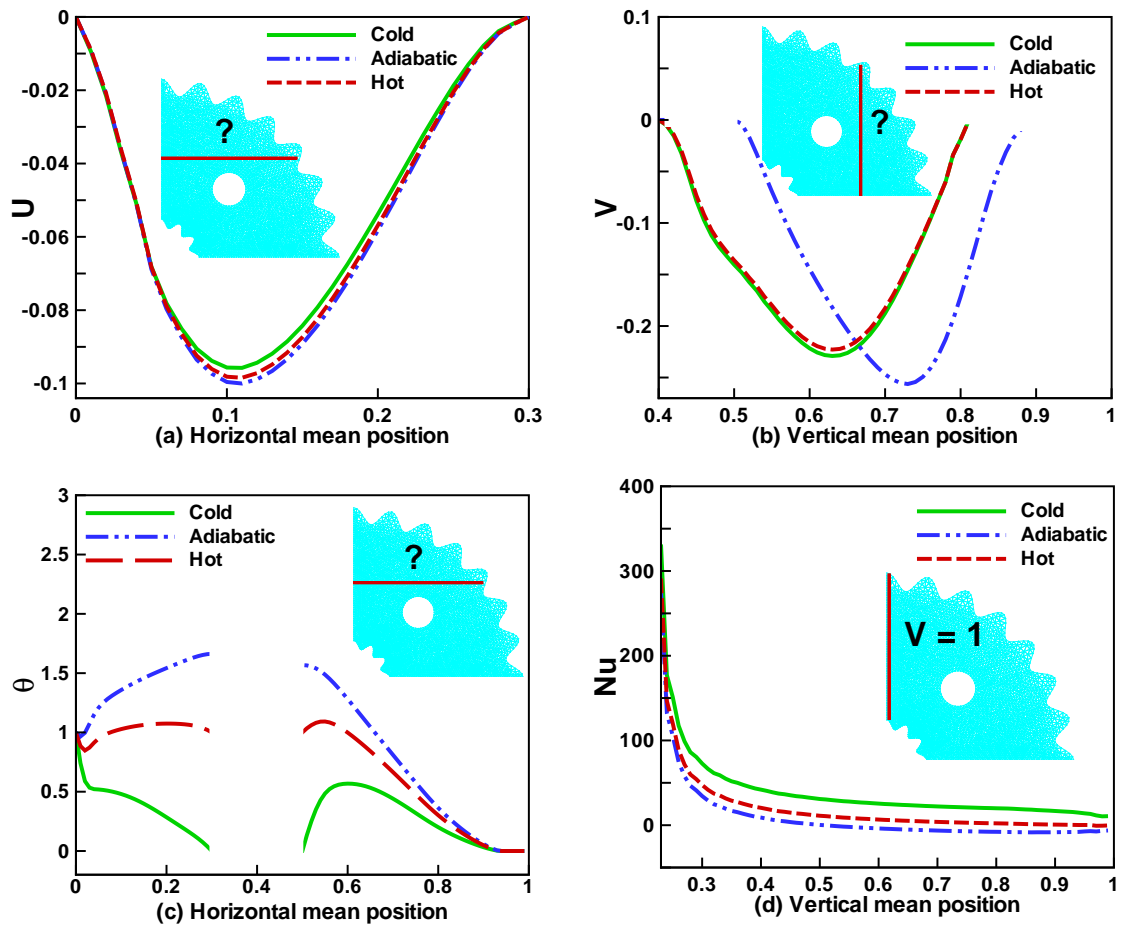 0
-0.02
-0.04
-0.06
-0.08
-0.1
U
Cold
Adiabatic
Hot
?
0 0.1 0.2 0.3
(a) Horizontal mean position
0.1
0
-0.1
-0.2
V
Cold
Adiabatic
Hot
?
0.4 0.5 0.6 0.7 0.8 0.9 1
(b) Vertical mean position
3
2.5
2
1.5
1
0.5
0
θ
Cold
Adiabatic
Hot
?
0 0.2 0.4 0.6 0.8 1
(c) Horizontal mean position
400
300
200
100
0
Nu
Cold
Adiabatic
Hot
V = 1
0.3 0.4 0.5 0.6 0.7 0.8 0.9 1
(d) Vertical mean position